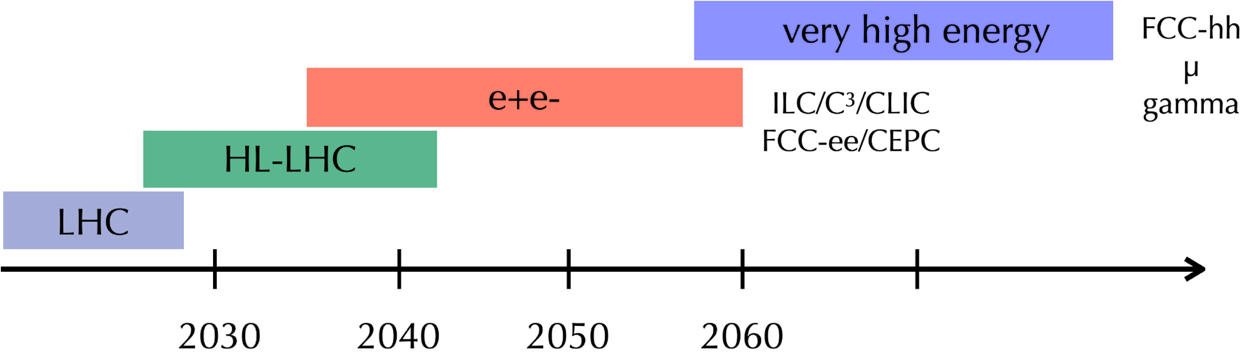 very high energy
FCC-hh
μ
gamma
e+e-
ILC/C³/CLIC
FCC-ee/CEPC
HL-LHC
LHC
2030
2040
2050
2060